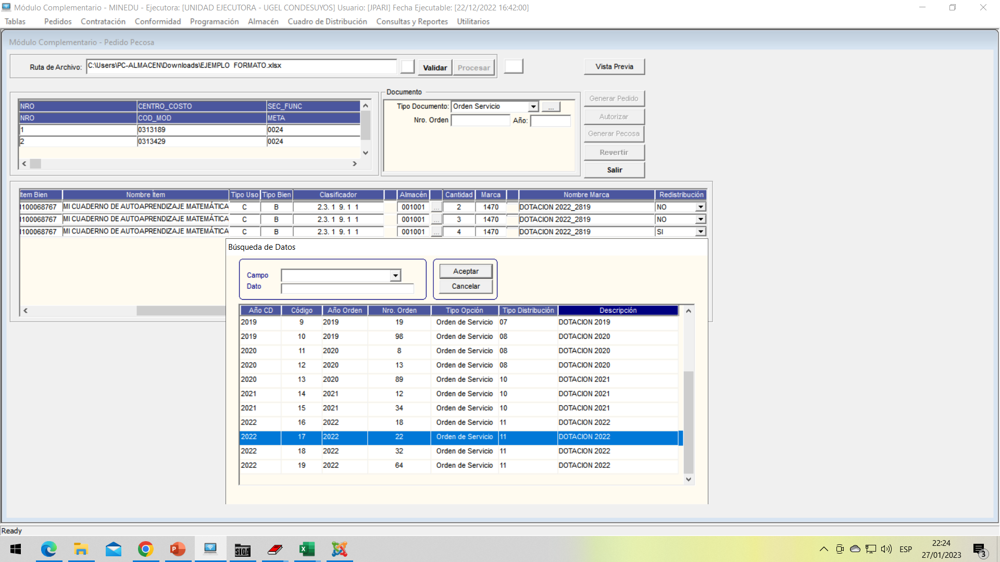 Módulo Complementario - MINEDU - Ejecutora: [UNIDAD EJECUTORA - UGEL CONDESUYOS] Usuario: [JPARI] Fecha Ejecutable: [22/12/2022 16:42:00]
Tablas Pedidos Contratación Conformidad Programación Almacén Cuadro de Distribución Consultas y Reportes Utilitarios
Módulo Complementario - Pedido Pecosa
Ruta de Archivo: C:\Users\PC-ALMACEN\Downloads\EJEMPLO FORMATO.xlsx Validar Procesar Vista Previa
NRO CENTRO_COSTO SEC_FUNC
NRO COD_MOD META
1 0313189 0024
2 0313429 0024
Documento
Tipo Documento: Orden Servicio ...
Nro. Orden Año:
Generar Pedido
Autorizar
Generar Pecosa
Revertir
Salir
Item Bien Nombre Ítem Tipo Uso Tipo Bien Clasificador Almacén Cantidad Marca Nombre Marca Redistribución
100068767 MI CUADERNO DE AUTOAPRENDIZAJE MATEMÁTICA C B 2.3. 1 9. 1 1 001001 ... 2 1470 DOTACION 2022_2819 NO
100068767 MI CUADERNO DE AUTOAPRENDIZAJE MATEMÁTICA C B 2.3. 1 9. 1 1 001001 ... 3 1470 DOTACION 2022_2819 NO
100068767 MI CUADERNO DE AUTOAPRENDIZAJE MATEMÁTICA C B 2.3. 1 9. 1 1 001001 ... 4 1470 DOTACION 2022_2819 SI
Búsqueda de Datos
Campo
Dato
Aceptar
Cancelar
Año CD Código Año Orden Nro. Orden Tipo Opción Tipo Distribución Descripción
2019 9 2019 19 Orden de Servicio 07 DOTACION 2019
2019 10 2019 98 Orden de Servicio 08 DOTACION 2020
2020 11 2020 8 Orden de Servicio 08 DOTACION 2020
2020 12 2020 13 Orden de Servicio 08 DOTACION 2020
2020 13 2020 89 Orden de Servicio 10 DOTACION 2021
2021 14 2021 12 Orden de Servicio 10 DOTACION 2021
2021 15 2021 34 Orden de Servicio 10 DOTACION 2021
2022 16 2022 18 Orden de Servicio 11 DOTACION 2022
2022 17 2022 22 Orden de Servicio 11 DOTACION 2022
2022 18 2022 32 Orden de Servicio 11 DOTACION 2022
2022 19 2022 64 Orden de Servicio 11 DOTACION 2022
Ready
SIGA
ESP
22:24
27/01/2023
3